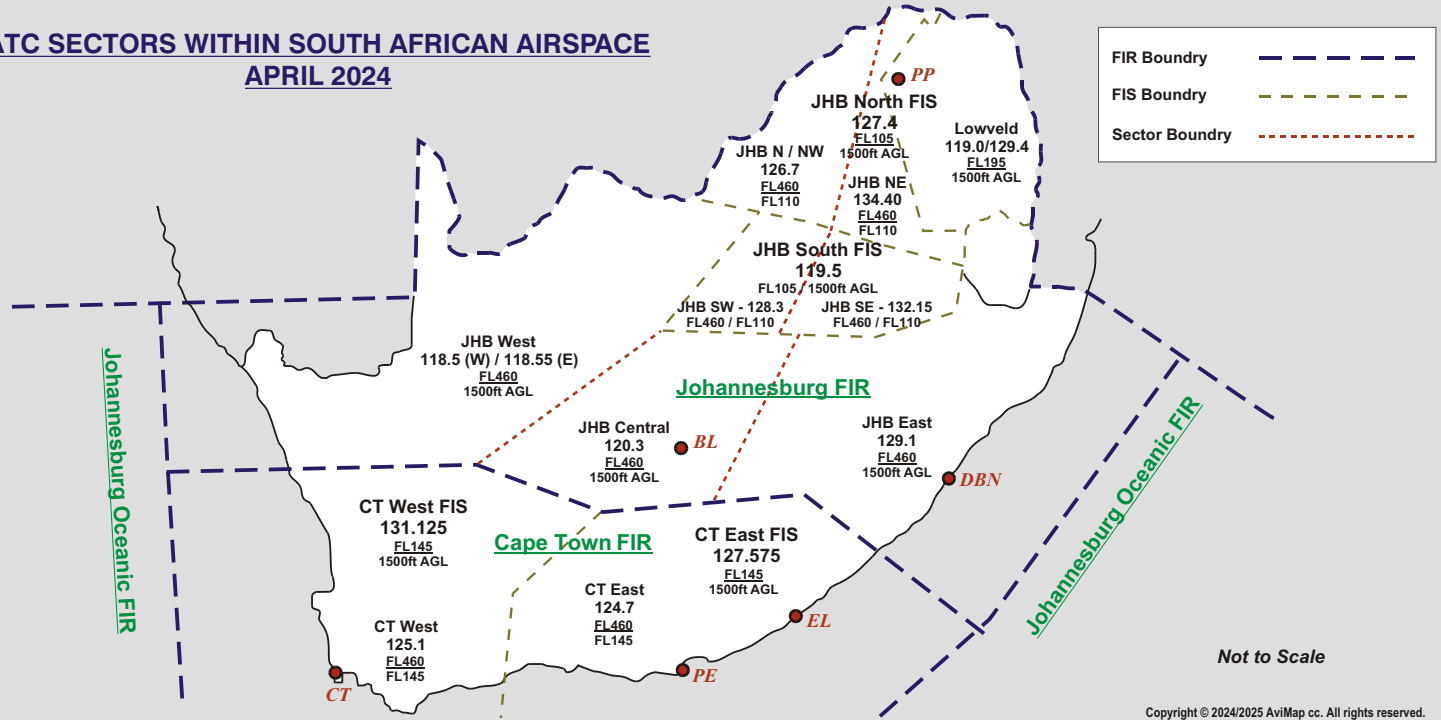 ATC SECTORS WITHIN SOUTH AFRICAN AIRSPACE
APRIL 2024
FIR Boundry
FIS Boundry
Sector Boundry
PP
JHB North FIS
127.4
FL105
1500ft AGL
Lowveld
119.0/129.4
FL195
1500ft AGL
JHB N / NW
126.7
FL460
FL110
JHB NE
134.40
FL460
FL110
JHB South FIS
119.5
FL105 / 1500ft AGL
JHB SW - 128.3
FL460 / FL110
JHB SE - 132.15
FL460 / FL110
JHB West
118.5 (W) / 118.55 (E)
FL460
1500ft AGL
Johannesburg FIR
Johannesburg Oceanic FIR
Johannesburg Oceanic FIR
JHB Central
120.3
FL460
1500ft AGL
BL
JHB East
129.1
FL460
1500ft AGL
DBN
CT West FIS
131.125
FL145
1500ft AGL
Cape Town FIR
CT East FIS
127.575
FL145
1500ft AGL
CT East
124.7
FL460
FL145
EL
CT West
125.1
FL460
FL145
CT
PE
Not to Scale
Copyright © 2024/2025 AviMap cc. All rights reserved.